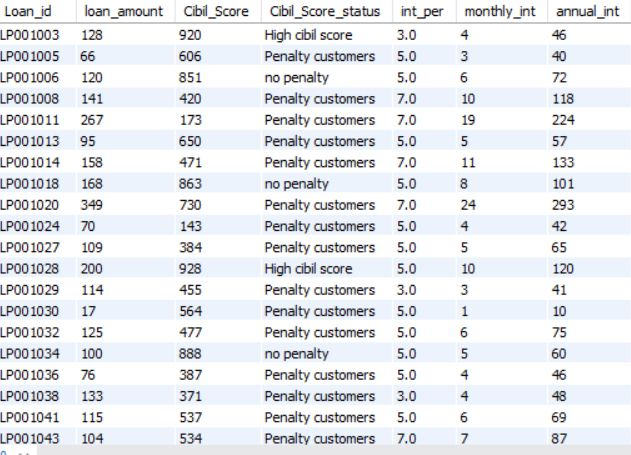 Loan_id loan_amount Cibil_Score Cibil_Score_status int_per monthly_int annual_int
LP001003 128 920 High cibil score 3.0 4 46
LP001005 66 606 Penalty customers 5.0 3 40
LP001006 120 851 no penalty 5.0 6 72
LP001008 141 420 Penalty customers 7.0 10 118
LP001011 267 173 Penalty customers 7.0 19 224
LP001013 95 650 Penalty customers 5.0 5 57
LP001014 158 471 Penalty customers 7.0 11 133
LP001018 168 863 no penalty 5.0 8 101
LP001020 349 730 Penalty customers 7.0 24 293
LP001024 70 143 Penalty customers 5.0 4 42
LP001027 109 384 Penalty customers 5.0 5 65
LP001028 200 928 High cibil score 5.0 10 120
LP001029 114 455 Penalty customers 3.0 3 41
LP001030 17 564 Penalty customers 5.0 1 10
LP001032 125 477 Penalty customers 5.0 6 75
LP001034 100 888 no penalty 5.0 5 60
LP001036 76 387 Penalty customers 5.0 4 46
LP001038 133 371 Penalty customers 3.0 4 48
LP001041 115 537 Penalty customers 5.0 6 69
LP001043 104 534 Penalty customers 7.0 7 87